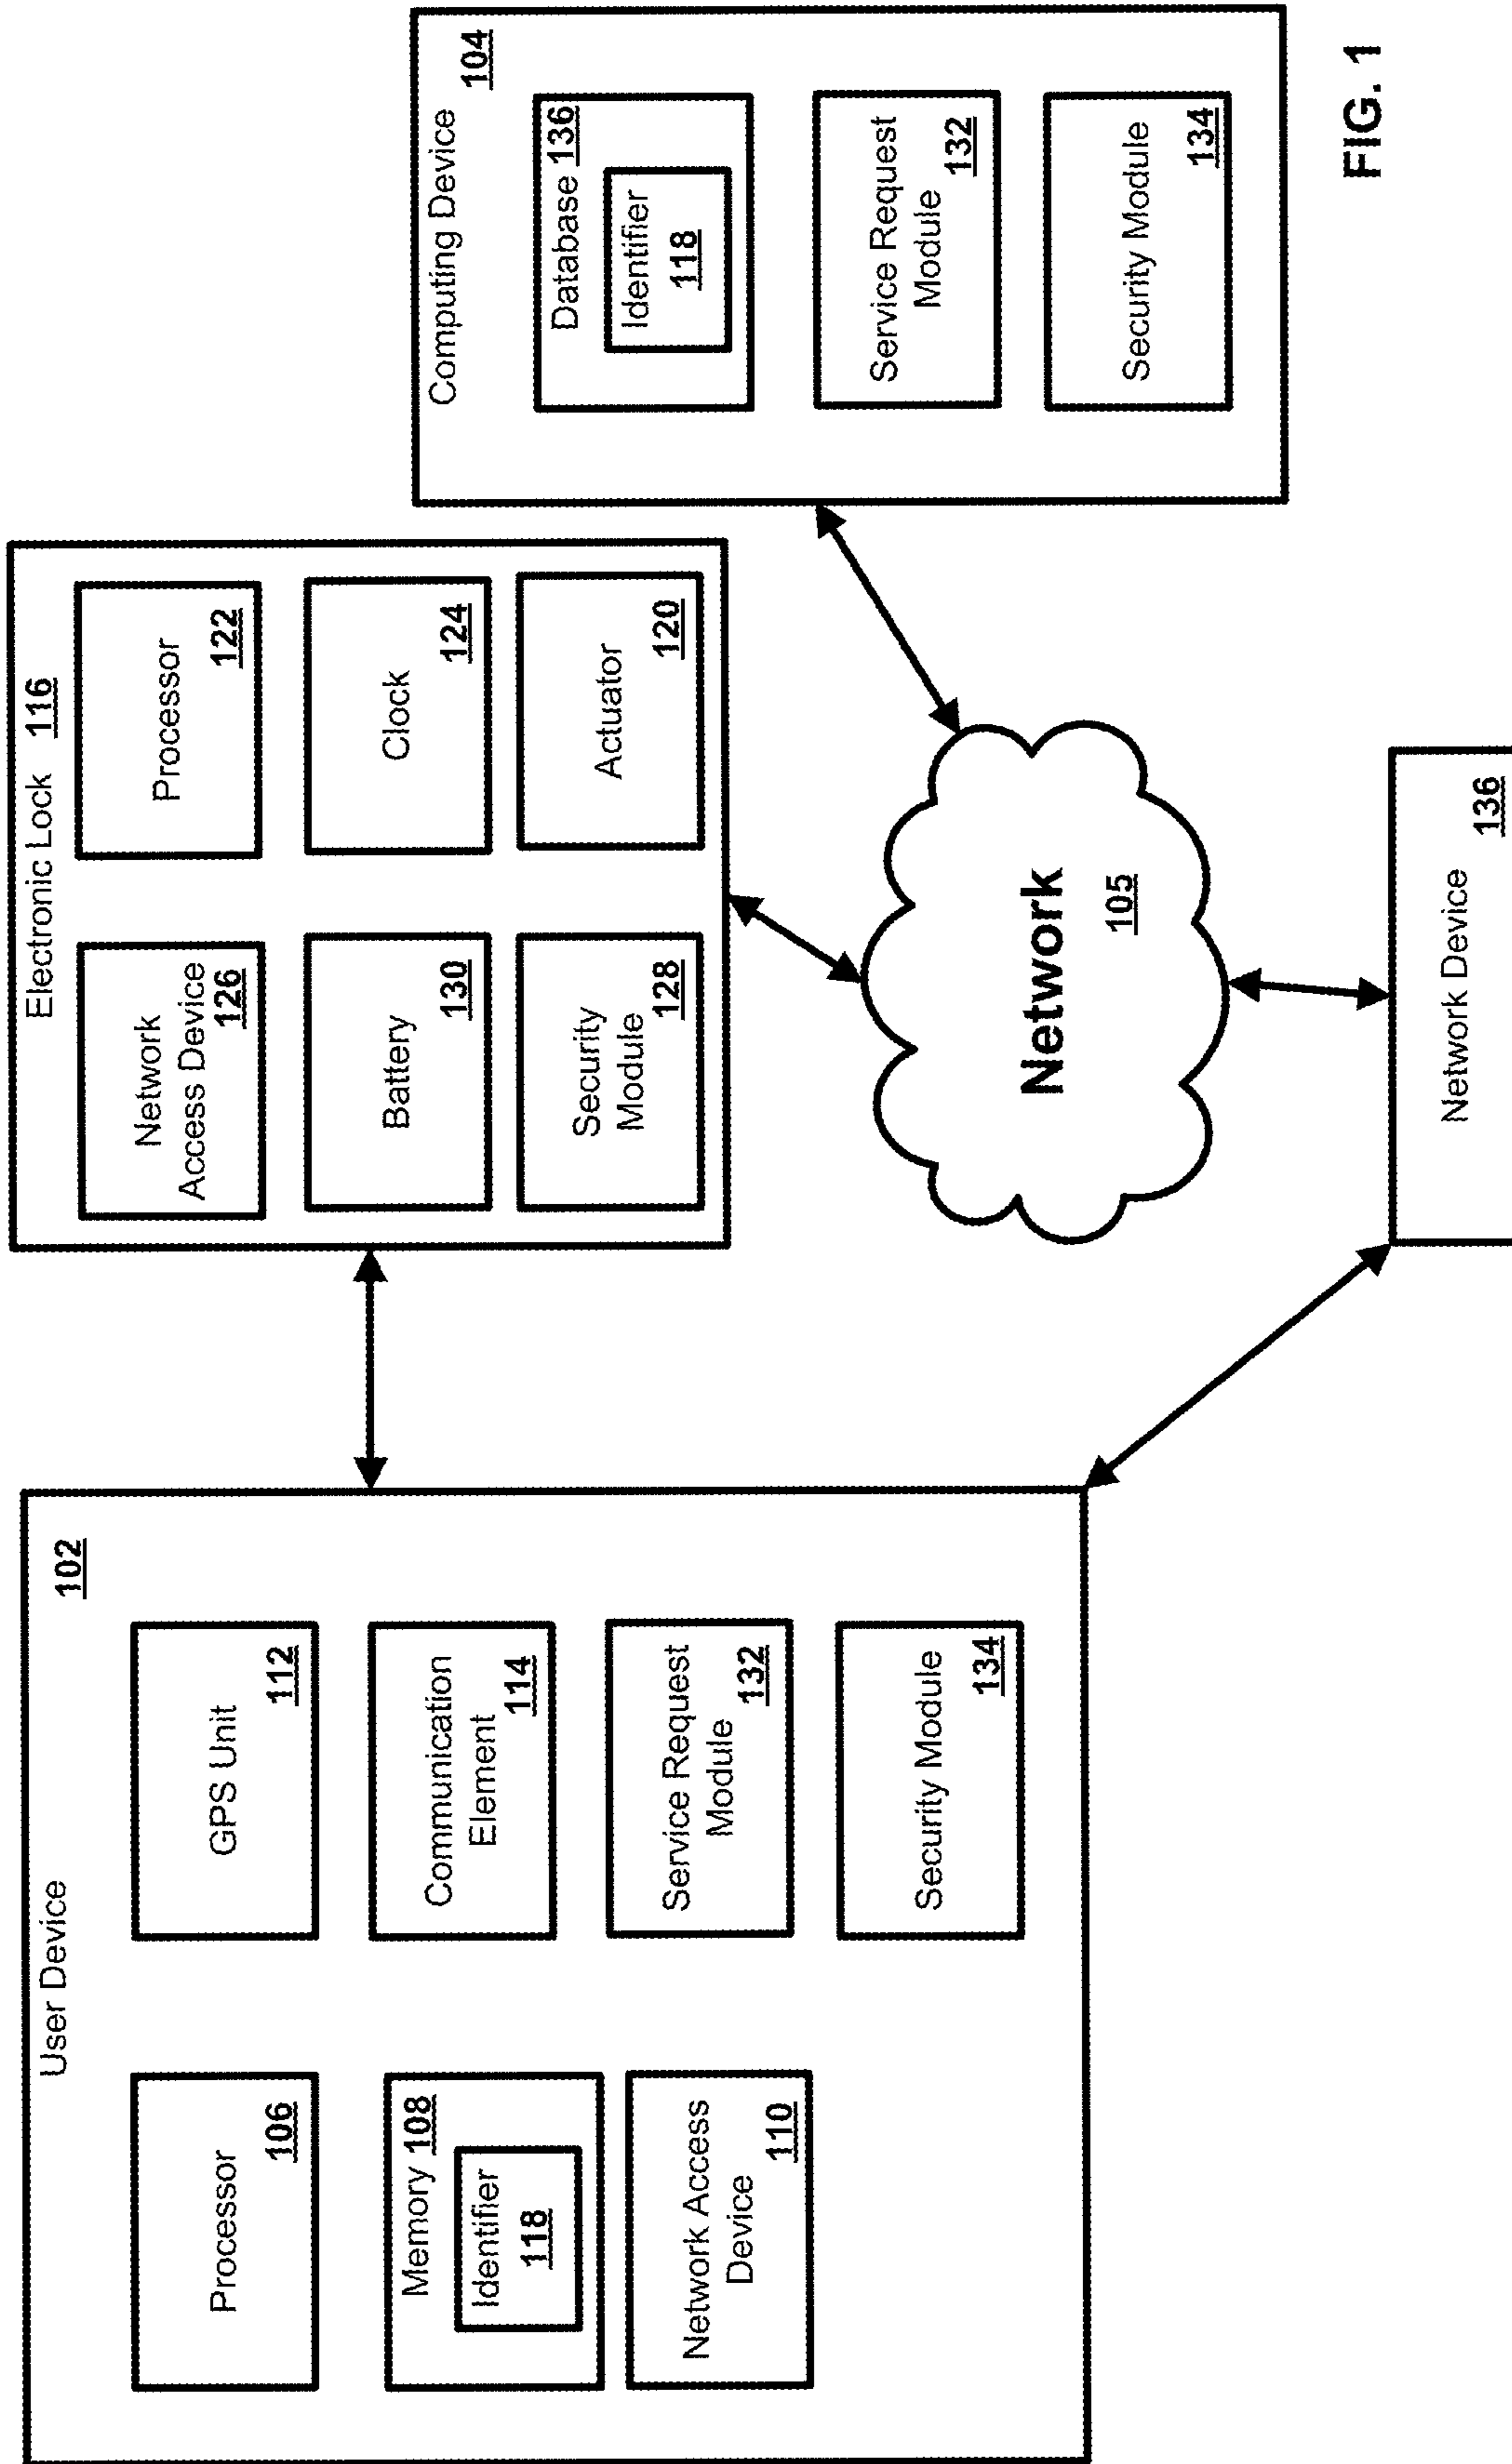 User Device
102
Processor
106
GPS Unit
112
Memory 108
Identifier
118
Communication
Element
114
Network Access
Device
110
Service Request
Module
132
Security Module
134
Electronic Lock 116
Network
Access Device
126
Processor
122
Battery
130
Clock
124
Security
Module
128
Actuator
120
Network
105
Network Device
136
Computing Device
104
Database 136
Identifier
118
Service Request
Module
132
Security Module
134
FIG. 1